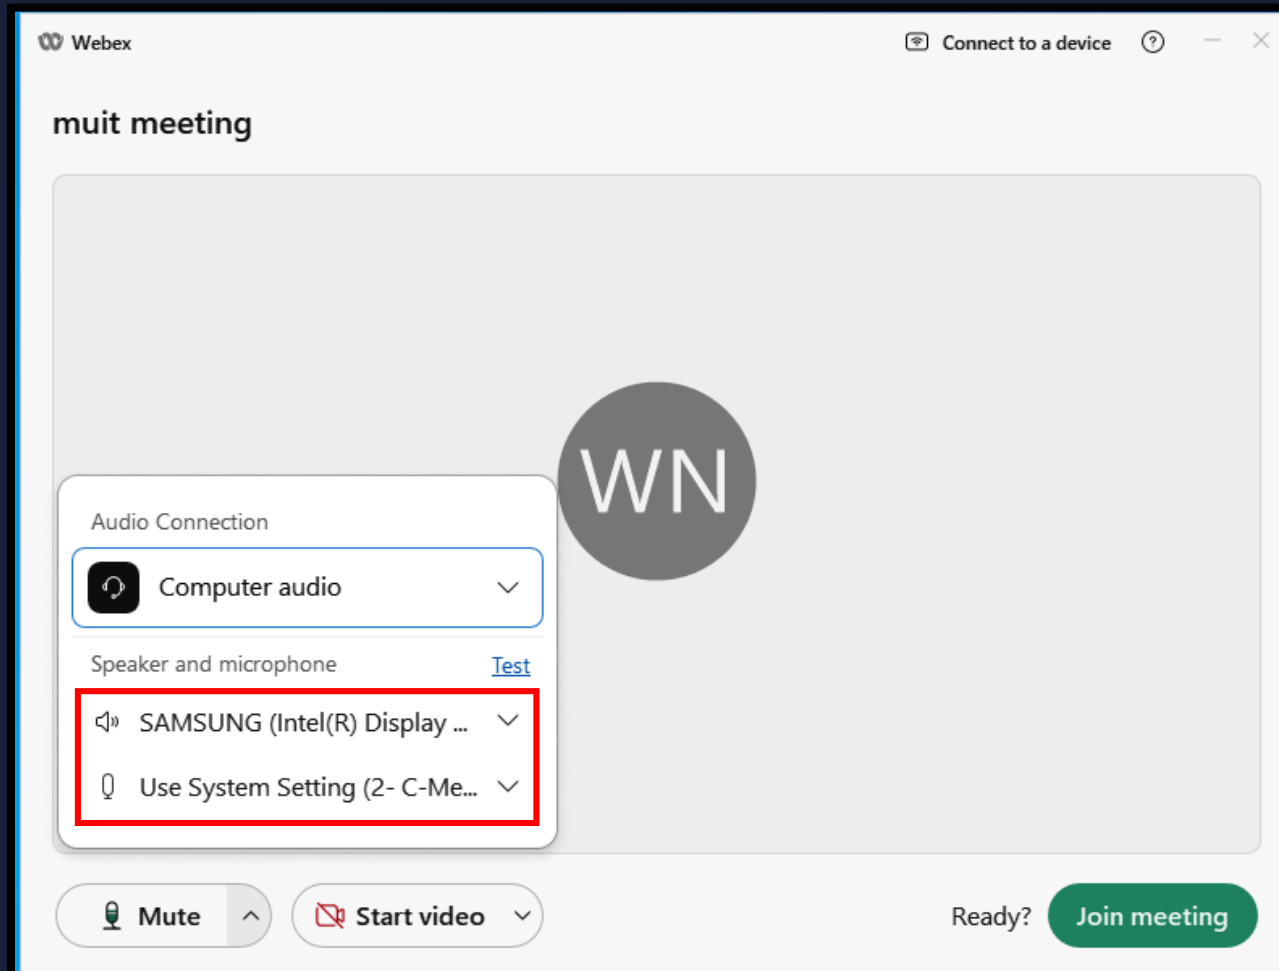 Webex
Connect to a device
muit meeting
WN
Audio Connection
Computer audio
Speaker and microphone
Test
SAMSUNG (Intel(R) Display ...
Use System Setting (2- C-Me...
Mute
Start video
Ready?
Join meeting